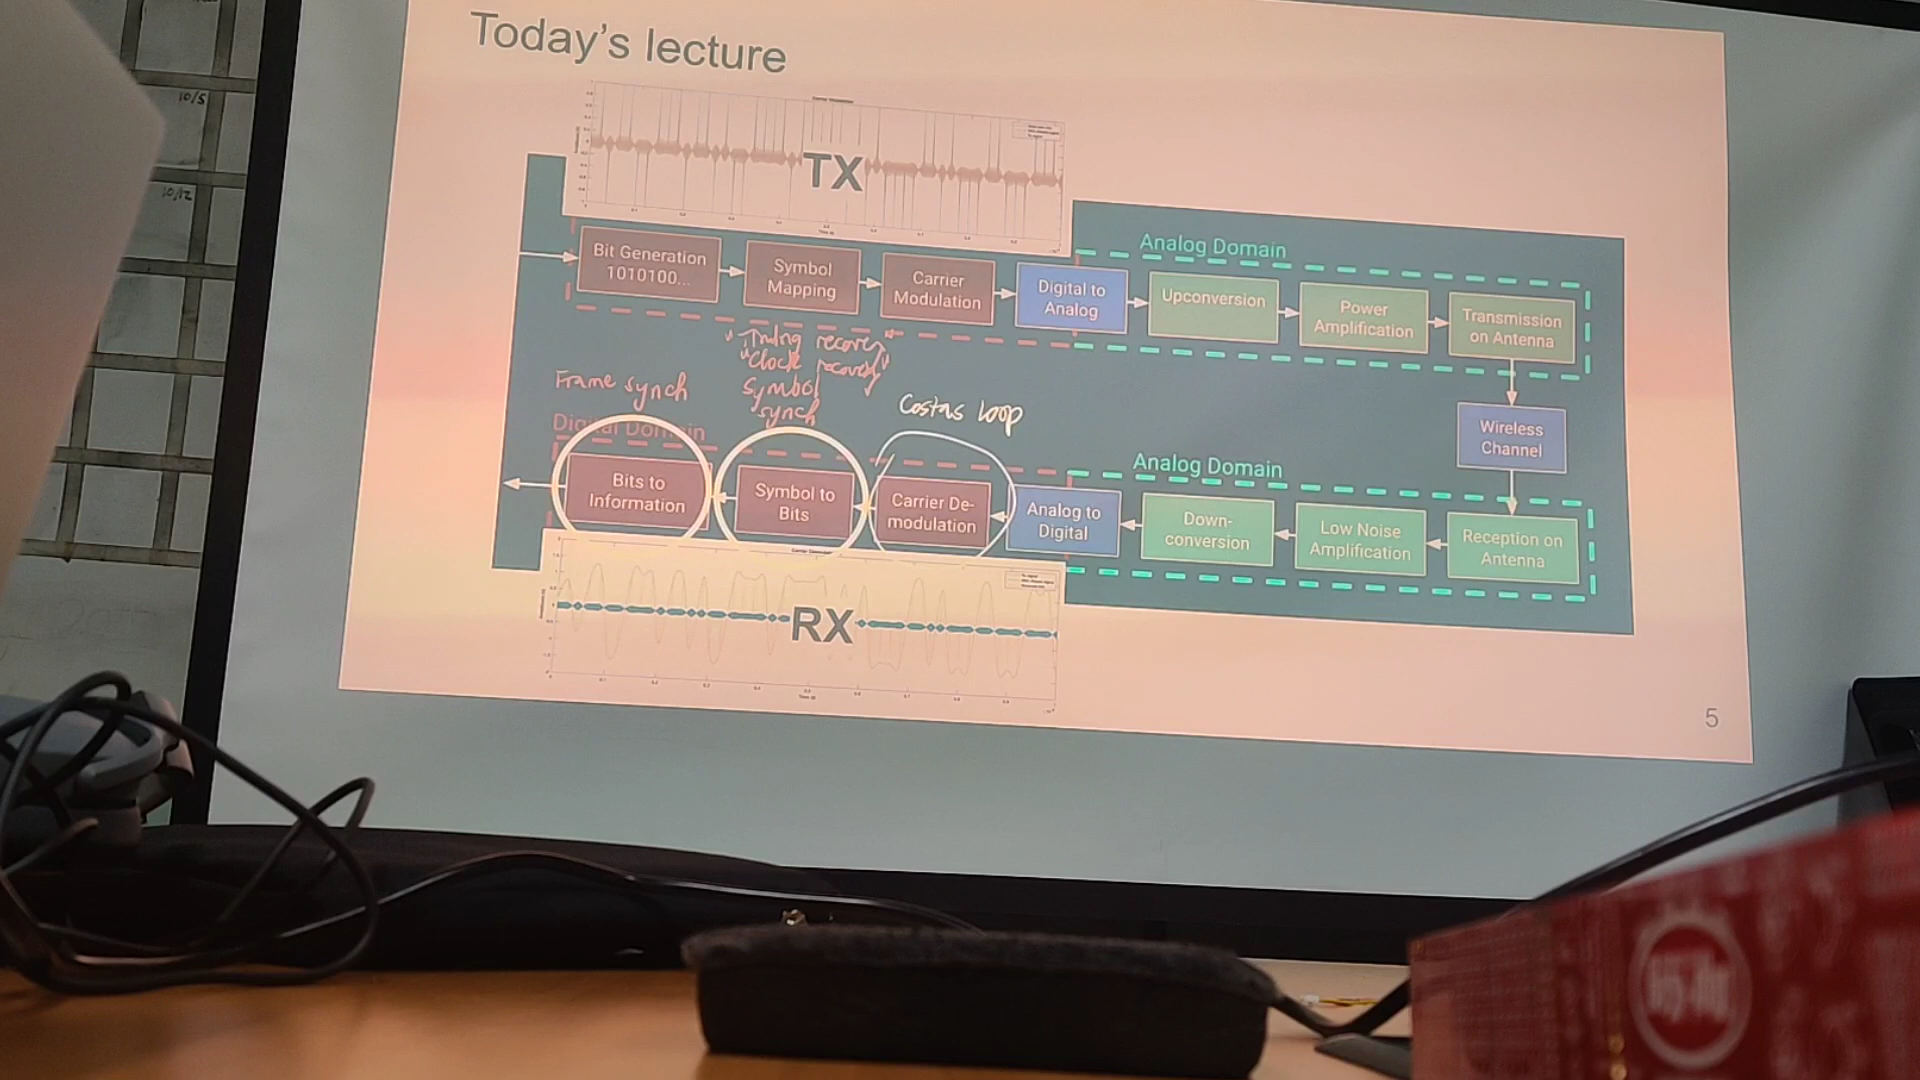 Today's lecture
10/5
10/12
TX
Analog Domain
Bit Generation
1010100...
Symbol
Mapping
Carrier
Modulation
Digital to
Analog
Upconversion
Power
Amplification
Transmission
on Antenna
"Timing recovery"
"Clock recovery"
Symbol
synch
Frame synch
Costas loop
Wireless
Channel
Digital Domain
Analog Domain
Bits to
Information
Symbol to
Bits
Carrier De-
modulation
Analog to
Digital
Down-
conversion
Low Noise
Amplification
Reception on
Antenna
RX
5